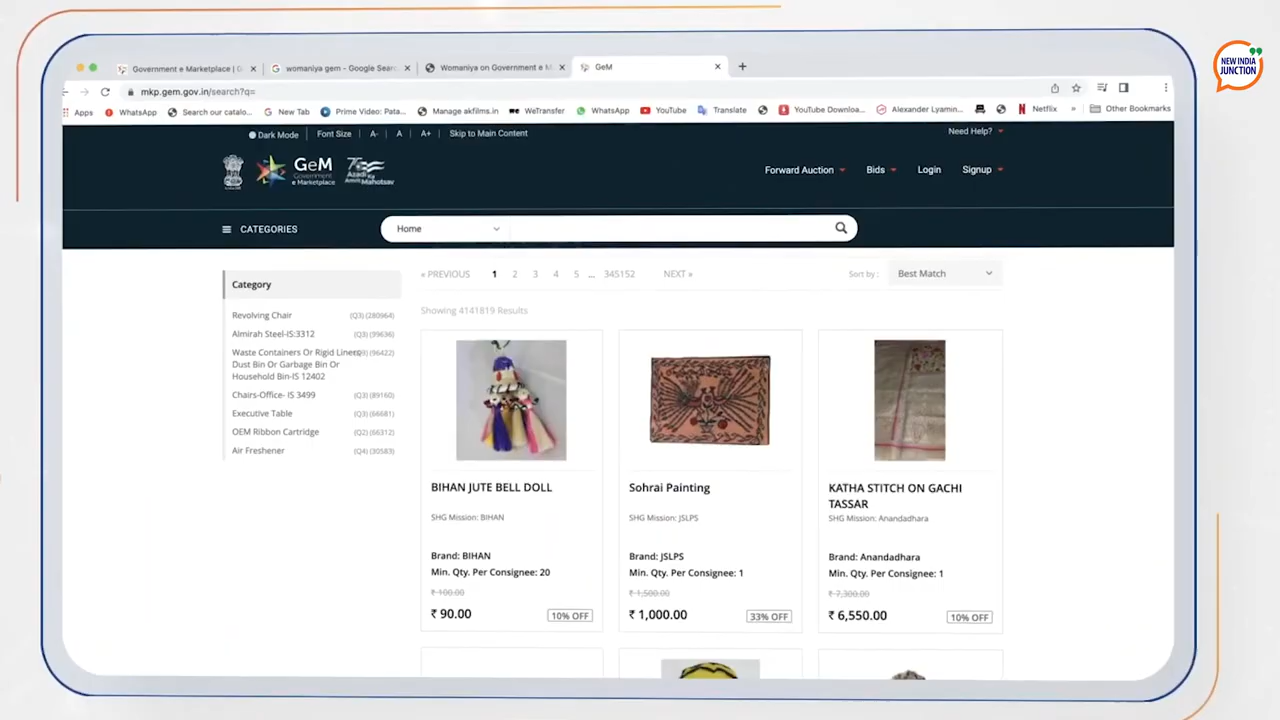 NEW INDIA
JUNCTION
Government e Marketplace | G
womaniya gem - Google Sear
Womaniya on Government e M
GeM
mkp.gem.gov.in/search?q=
Apps
WhatsApp
Search our catalo...
New Tab
Prime Video: Pata...
Manage akfilms.in
WeTransfer
WhatsApp
YouTube
Translate
YouTube Downloa...
Alexander Lyamin...
Netflix
Other Bookmarks
Dark Mode
Font Size
A-
A
A+
Skip to Main Content
Need Help?
GeM
Government
e Marketplace
Azadi Ka
Amrit Mahotsav
Forward Auction
Bids
Login
Signup
CATEGORIES
Home
Category
Revolving Chair (Q3) (280964)
Almirah Steel-IS:3312 (Q3) (99636)
Waste Containers Or Rigid Liners (Q3) (96422)
Dust Bin Or Garbage Bin Or
Household Bin-IS 12402
Chairs-Office- IS 3499 (Q3) (89160)
Executive Table (Q3) (66681)
OEM Ribbon Cartridge (Q2) (66312)
Air Freshener (Q4) (30583)
« PREVIOUS 1 2 3 4 5 ... 345152 NEXT »
Sort by : Best Match
Showing 4141819 Results
BIHAN JUTE BELL DOLL
SHG Mission: BIHAN
Brand: BIHAN
Min. Qty. Per Consignee: 20
₹ 100.00
₹ 90.00
10% OFF
Sohrai Painting
SHG Mission: JSLPS
Brand: JSLPS
Min. Qty. Per Consignee: 1
₹ 1,500.00
₹ 1,000.00
33% OFF
KATHA STITCH ON GACHI
TASSAR
SHG Mission: Anandadhara
Brand: Anandadhara
Min. Qty. Per Consignee: 1
₹ 7,300.00
₹ 6,550.00
10% OFF